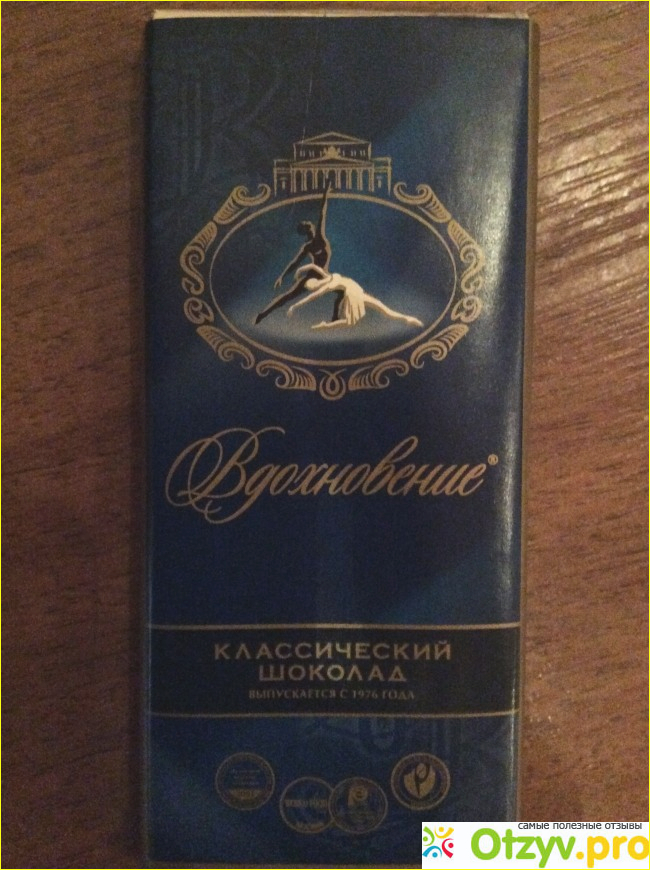 Вдохновение®
КЛАССИЧЕСКИЙ
ШОКОЛАД
ВЫПУСКАЕТСЯ С 1976 ГОДА
самые полезные отзывы
Otzyv.pro